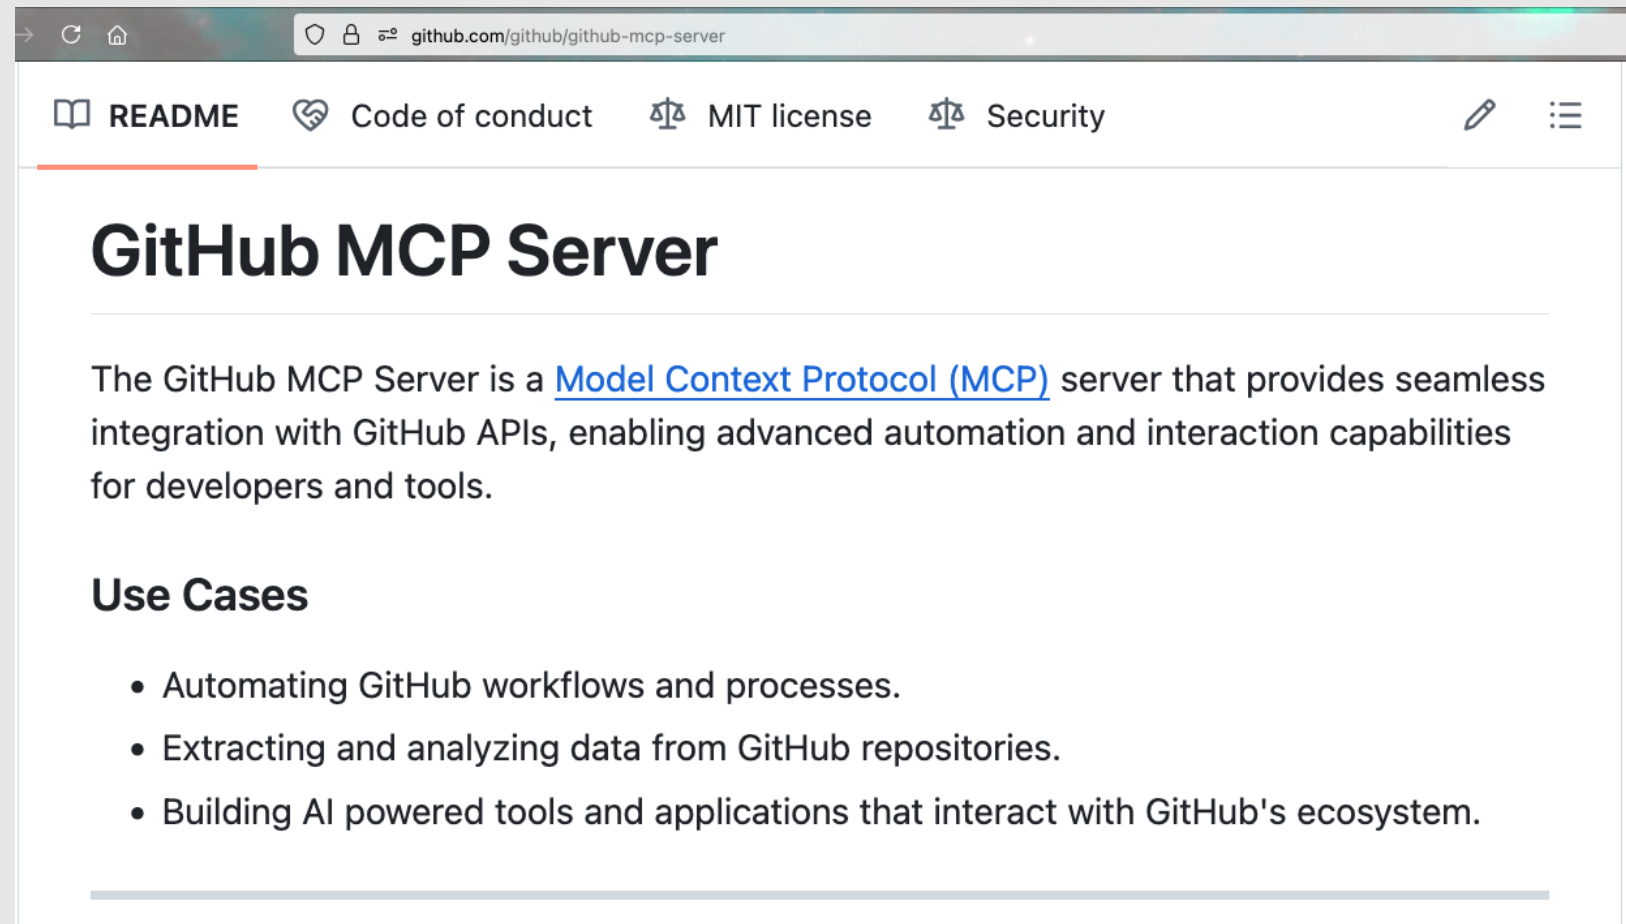 github.com/github/github-mcp-server
README Code of conduct MIT license Security
GitHub MCP Server
The GitHub MCP Server is a Model Context Protocol (MCP) server that provides seamless
integration with GitHub APIs, enabling advanced automation and interaction capabilities
for developers and tools.
Use Cases
• Automating GitHub workflows and processes.
• Extracting and analyzing data from GitHub repositories.
• Building AI powered tools and applications that interact with GitHub's ecosystem.